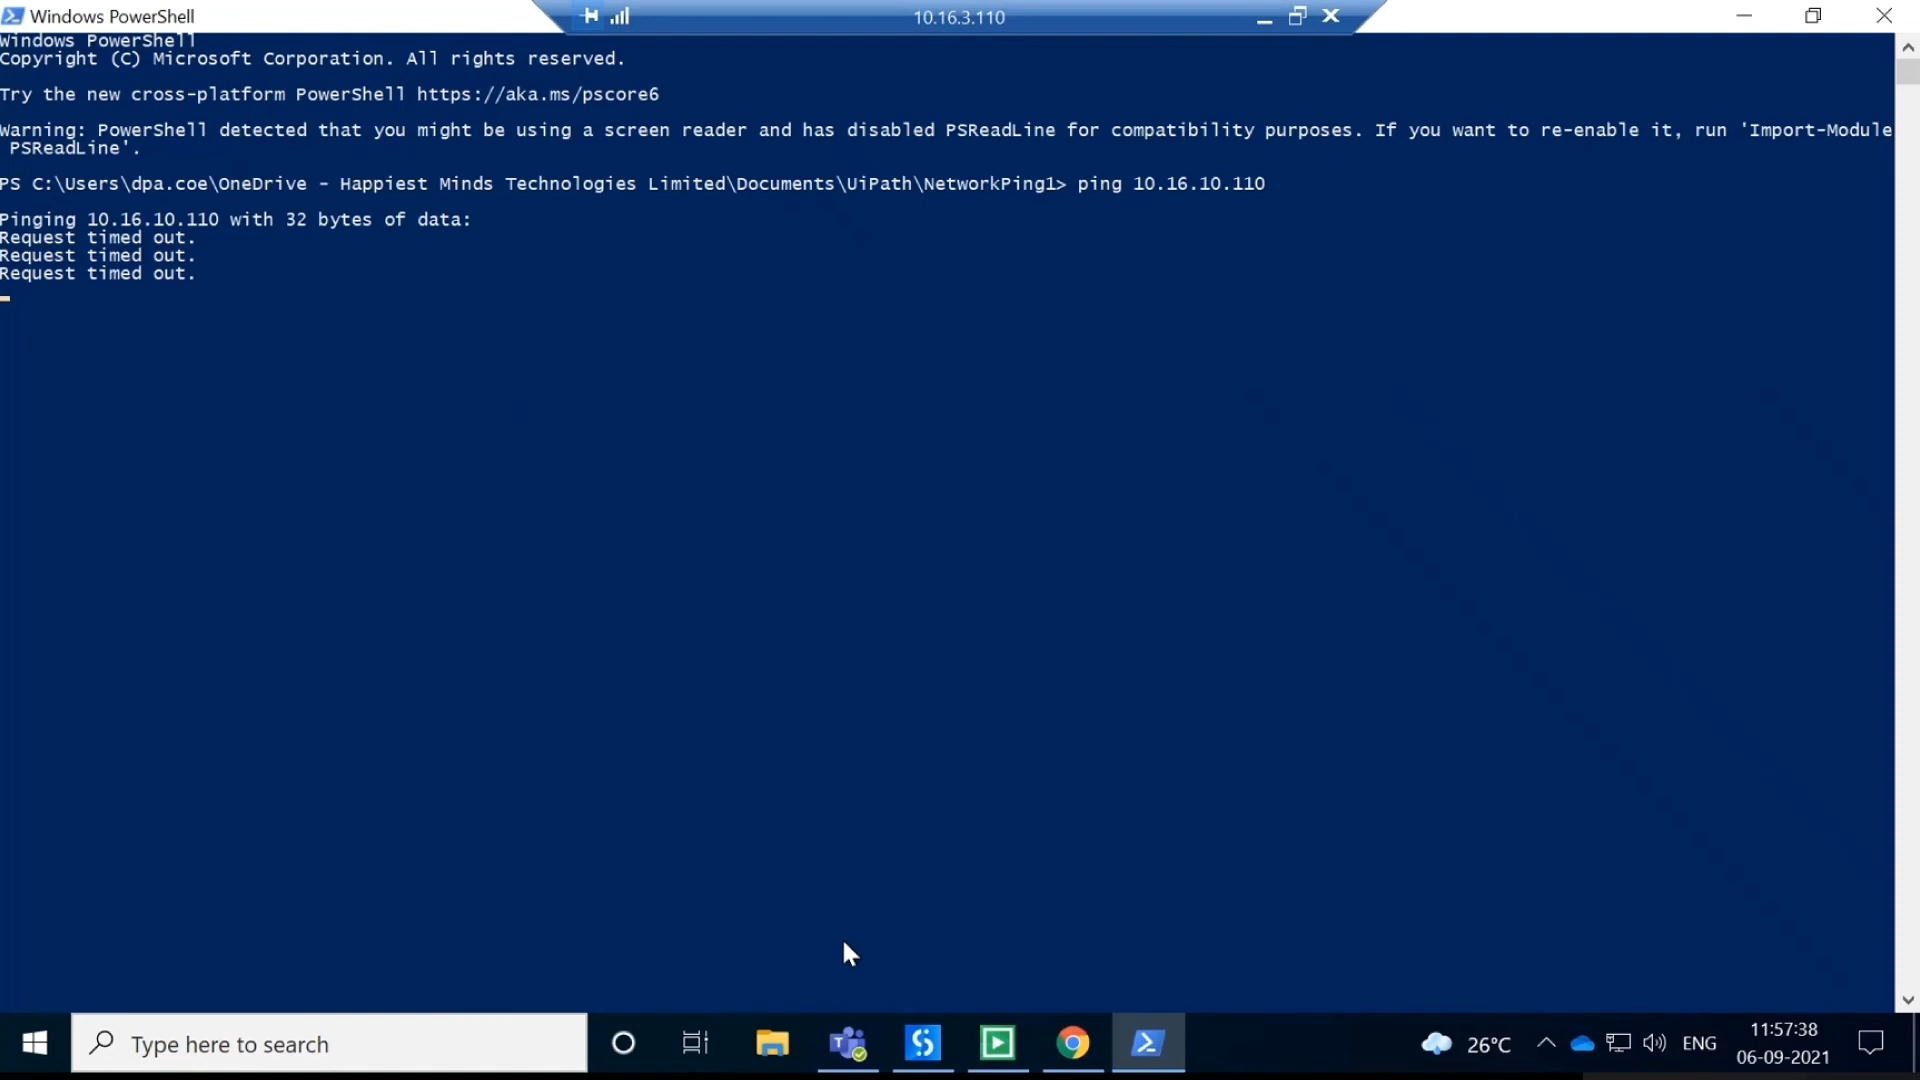 Windows PowerShell
10.16.3.110
Windows PowerShell
Copyright (C) Microsoft Corporation. All rights reserved.
Try the new cross-platform PowerShell https://aka.ms/pscore6
Warning: PowerShell detected that you might be using a screen reader and has disabled PSReadLine for compatibility purposes. If you want to re-enable it, run 'Import-Module
PSReadLine'.
PS C:\Users\dpa.coe\OneDrive - Happiest Minds Technologies Limited\Documents\UiPath\NetworkPing1> ping 10.16.10.110
Pinging 10.16.10.110 with 32 bytes of data:
Request timed out.
Request timed out.
Request timed out.
Type here to search
26°C
ENG
11:57:38
06-09-2021